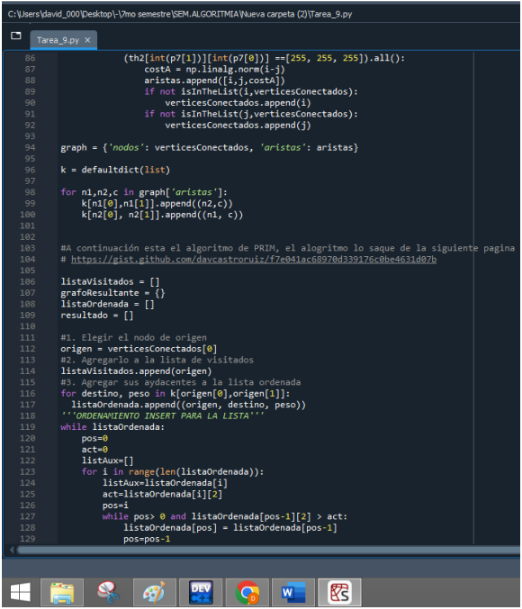 C:\Users\david_000\Desktop\-\7mo semestre\SEM.ALGORITMIA\Nueva carpeta (2)\Tarea_9.py
Tarea_9.py ×
86 (th2[int(p7[1])][int(p7[0])] ==[255, 255, 255]).all():
87 costA = np.linalg.norm(i-j)
88 aristas.append([i,j,costA])
89 if not isInTheList(i,verticesConectados):
90 verticesConectados.append(i)
91 if not isInTheList(j,verticesConectados):
92 verticesConectados.append(j)
93
94 graph = {'nodos': verticesConectados, 'aristas': aristas}
95
96 k = defaultdict(list)
97
98 for n1,n2,c in graph['aristas']:
99 k[n1[0],n1[1]].append((n2,c))
100 k[n2[0], n2[1]].append((n1, c))
101
102
103 #A continuación esta el algoritmo de PRIM, el alogritmo lo saque de la siguiente pagina
104 # https://gist.github.com/davcastroruiz/f7e041ac68970d339176c0be4631d07b
105
106 listaVisitados = []
107 grafoResultante = {}
108 listaOrdenada = []
109 resultado = []
110
111 #1. Elegir el nodo de origen
112 origen = verticesConectados[0]
113 #2. Agregarlo a la lista de visitados
114 listaVisitados.append(origen)
115 #3. Agregar sus aydacentes a la lista ordenada
116 for destino, peso in k[origen[0],origen[1]]:
117 listaOrdenada.append((origen, destino, peso))
118 '''ORDENAMIENTO INSERT PARA LA LISTA'''
119 while listaOrdenada:
120 pos=0
121 act=0
122 listAux=[]
123 for i in range(len(listaOrdenada)):
124 listAux=listaOrdenada[i]
125 act=listaOrdenada[i][2]
126 pos=i
127 while pos> 0 and listaOrdenada[pos-1][2] > act:
128 listaOrdenada[pos] = listaOrdenada[pos-1]
129 pos=pos-1
DEV
W